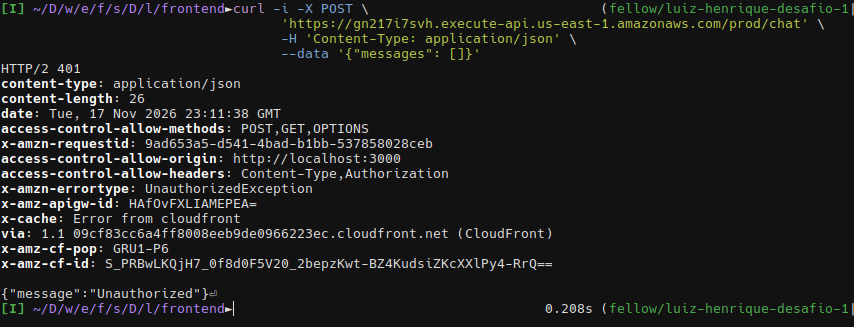 [I] ~/D/w/e/f/s/D/l/frontend►curl -i -X POST \ (fellow/luiz-henrique-desafio-1|
'https://gn217i7svh.execute-api.us-east-1.amazonaws.com/prod/chat' \
-H 'Content-Type: application/json' \
--data '{"messages": []}'
HTTP/2 401
content-type: application/json
content-length: 26
date: Tue, 17 Nov 2026 23:11:38 GMT
access-control-allow-methods: POST,GET,OPTIONS
x-amzn-requestid: 9ad653a5-d541-4bad-b1bb-537858028ceb
access-control-allow-origin: http://localhost:3000
access-control-allow-headers: Content-Type,Authorization
x-amzn-errortype: UnauthorizedException
x-amz-apigw-id: HAfOvFXLIAMEPEA=
x-cache: Error from cloudfront
via: 1.1 09cf83cc6a4ff8008eeb9de0966223ec.cloudfront.net (CloudFront)
x-amz-cf-pop: GRU1-P6
x-amz-cf-id: S_PRBwLKQjH7_0f8d0F5V20_2bepzKwt-BZ4KudsiZKcXXlPy4-RrQ==

{"message":"Unauthorized"}⏎
[I] ~/D/w/e/f/s/D/l/frontend► 0.208s (fellow/luiz-henrique-desafio-1|